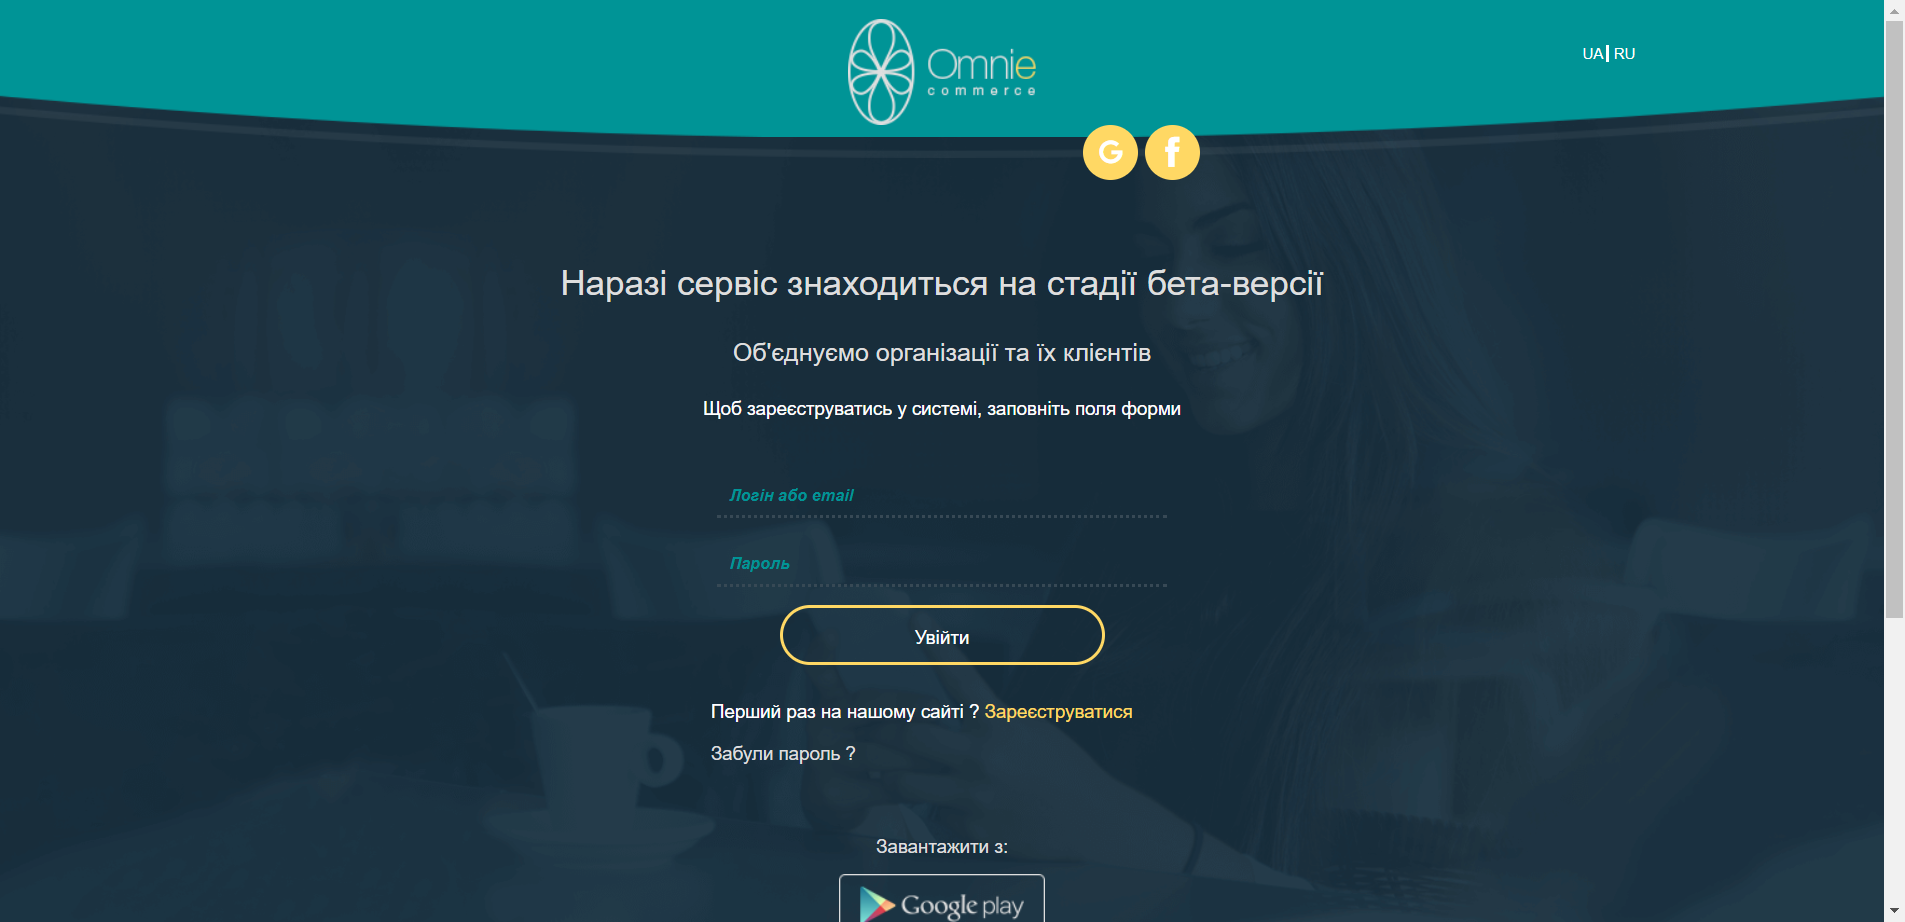 Omnie
commerce
UA RU
G f
Наразі сервіс знаходиться на стадії бета-версії
Об'єднуємо організації та їх клієнтів
Щоб зареєструватись у системі, заповніть поля форми
Логін або email
Пароль
Увійти
Перший раз на нашому сайті ? Зареєструватися
Забули пароль ?
Завантажити з:
Google play